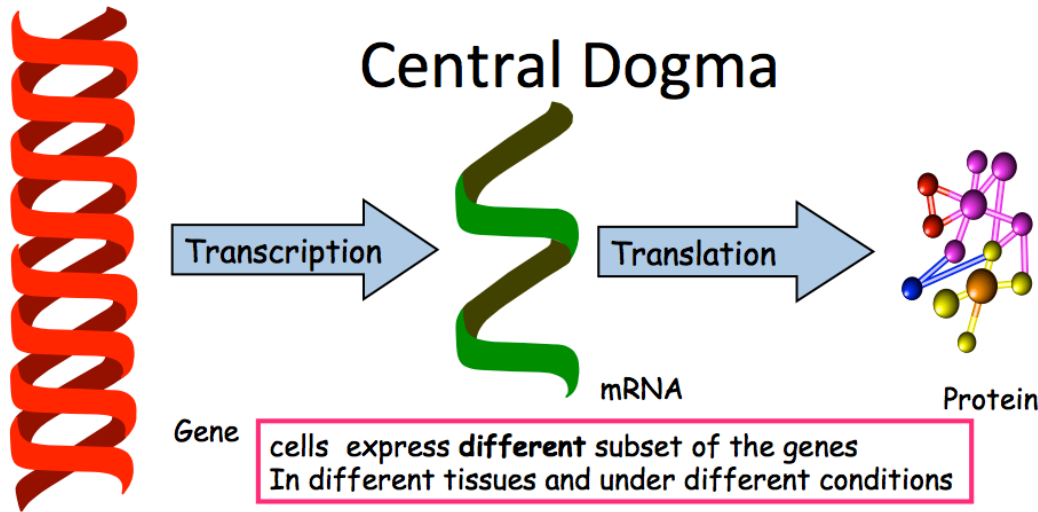 Central Dogma
Transcription
Translation
mRNA
Protein
Gene
cells express different subset of the genes
In different tissues and under different conditions